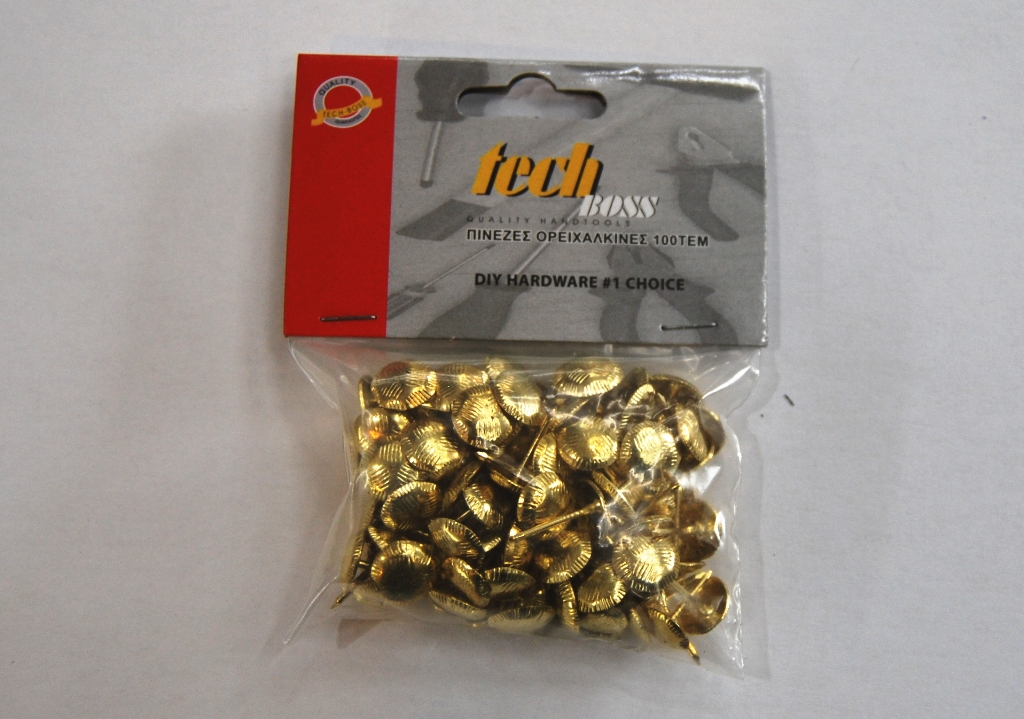 QUALITY
TECH-BOSS
tech
BOSS
QUALITY HANDTOOLS
ΠΙΝΕΖΕΣ ΟΡΕΙΧΑΛΚΙΝΕΣ 100ΤΕΜ
DIY HARDWARE #1 CHOICE